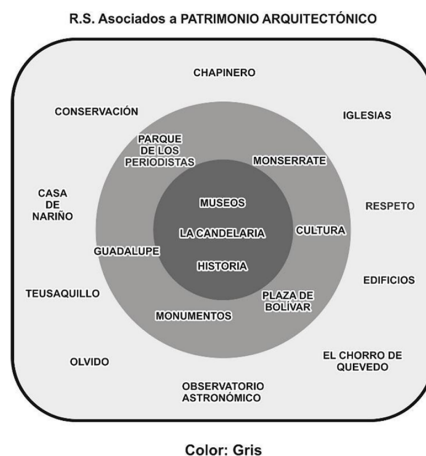 R.S. Asociados a PATRIMONIO ARQUITECTÓNICO
CHAPINERO
CONSERVACIÓN
IGLESIAS
PARQUE
DE LOS
PERIODISTAS
MONSERRATE
CASA
DE
NARIÑO
MUSEOS
RESPETO
LA CANDELARIA
CULTURA
GUADALUPE
HISTORIA
EDIFICIOS
TEUSAQUILLO
PLAZA DE
BOLÍVAR
MONUMENTOS
OLVIDO
EL CHORRO DE
QUEVEDO
OBSERVATORIO
ASTRONÓMICO
Color: Gris